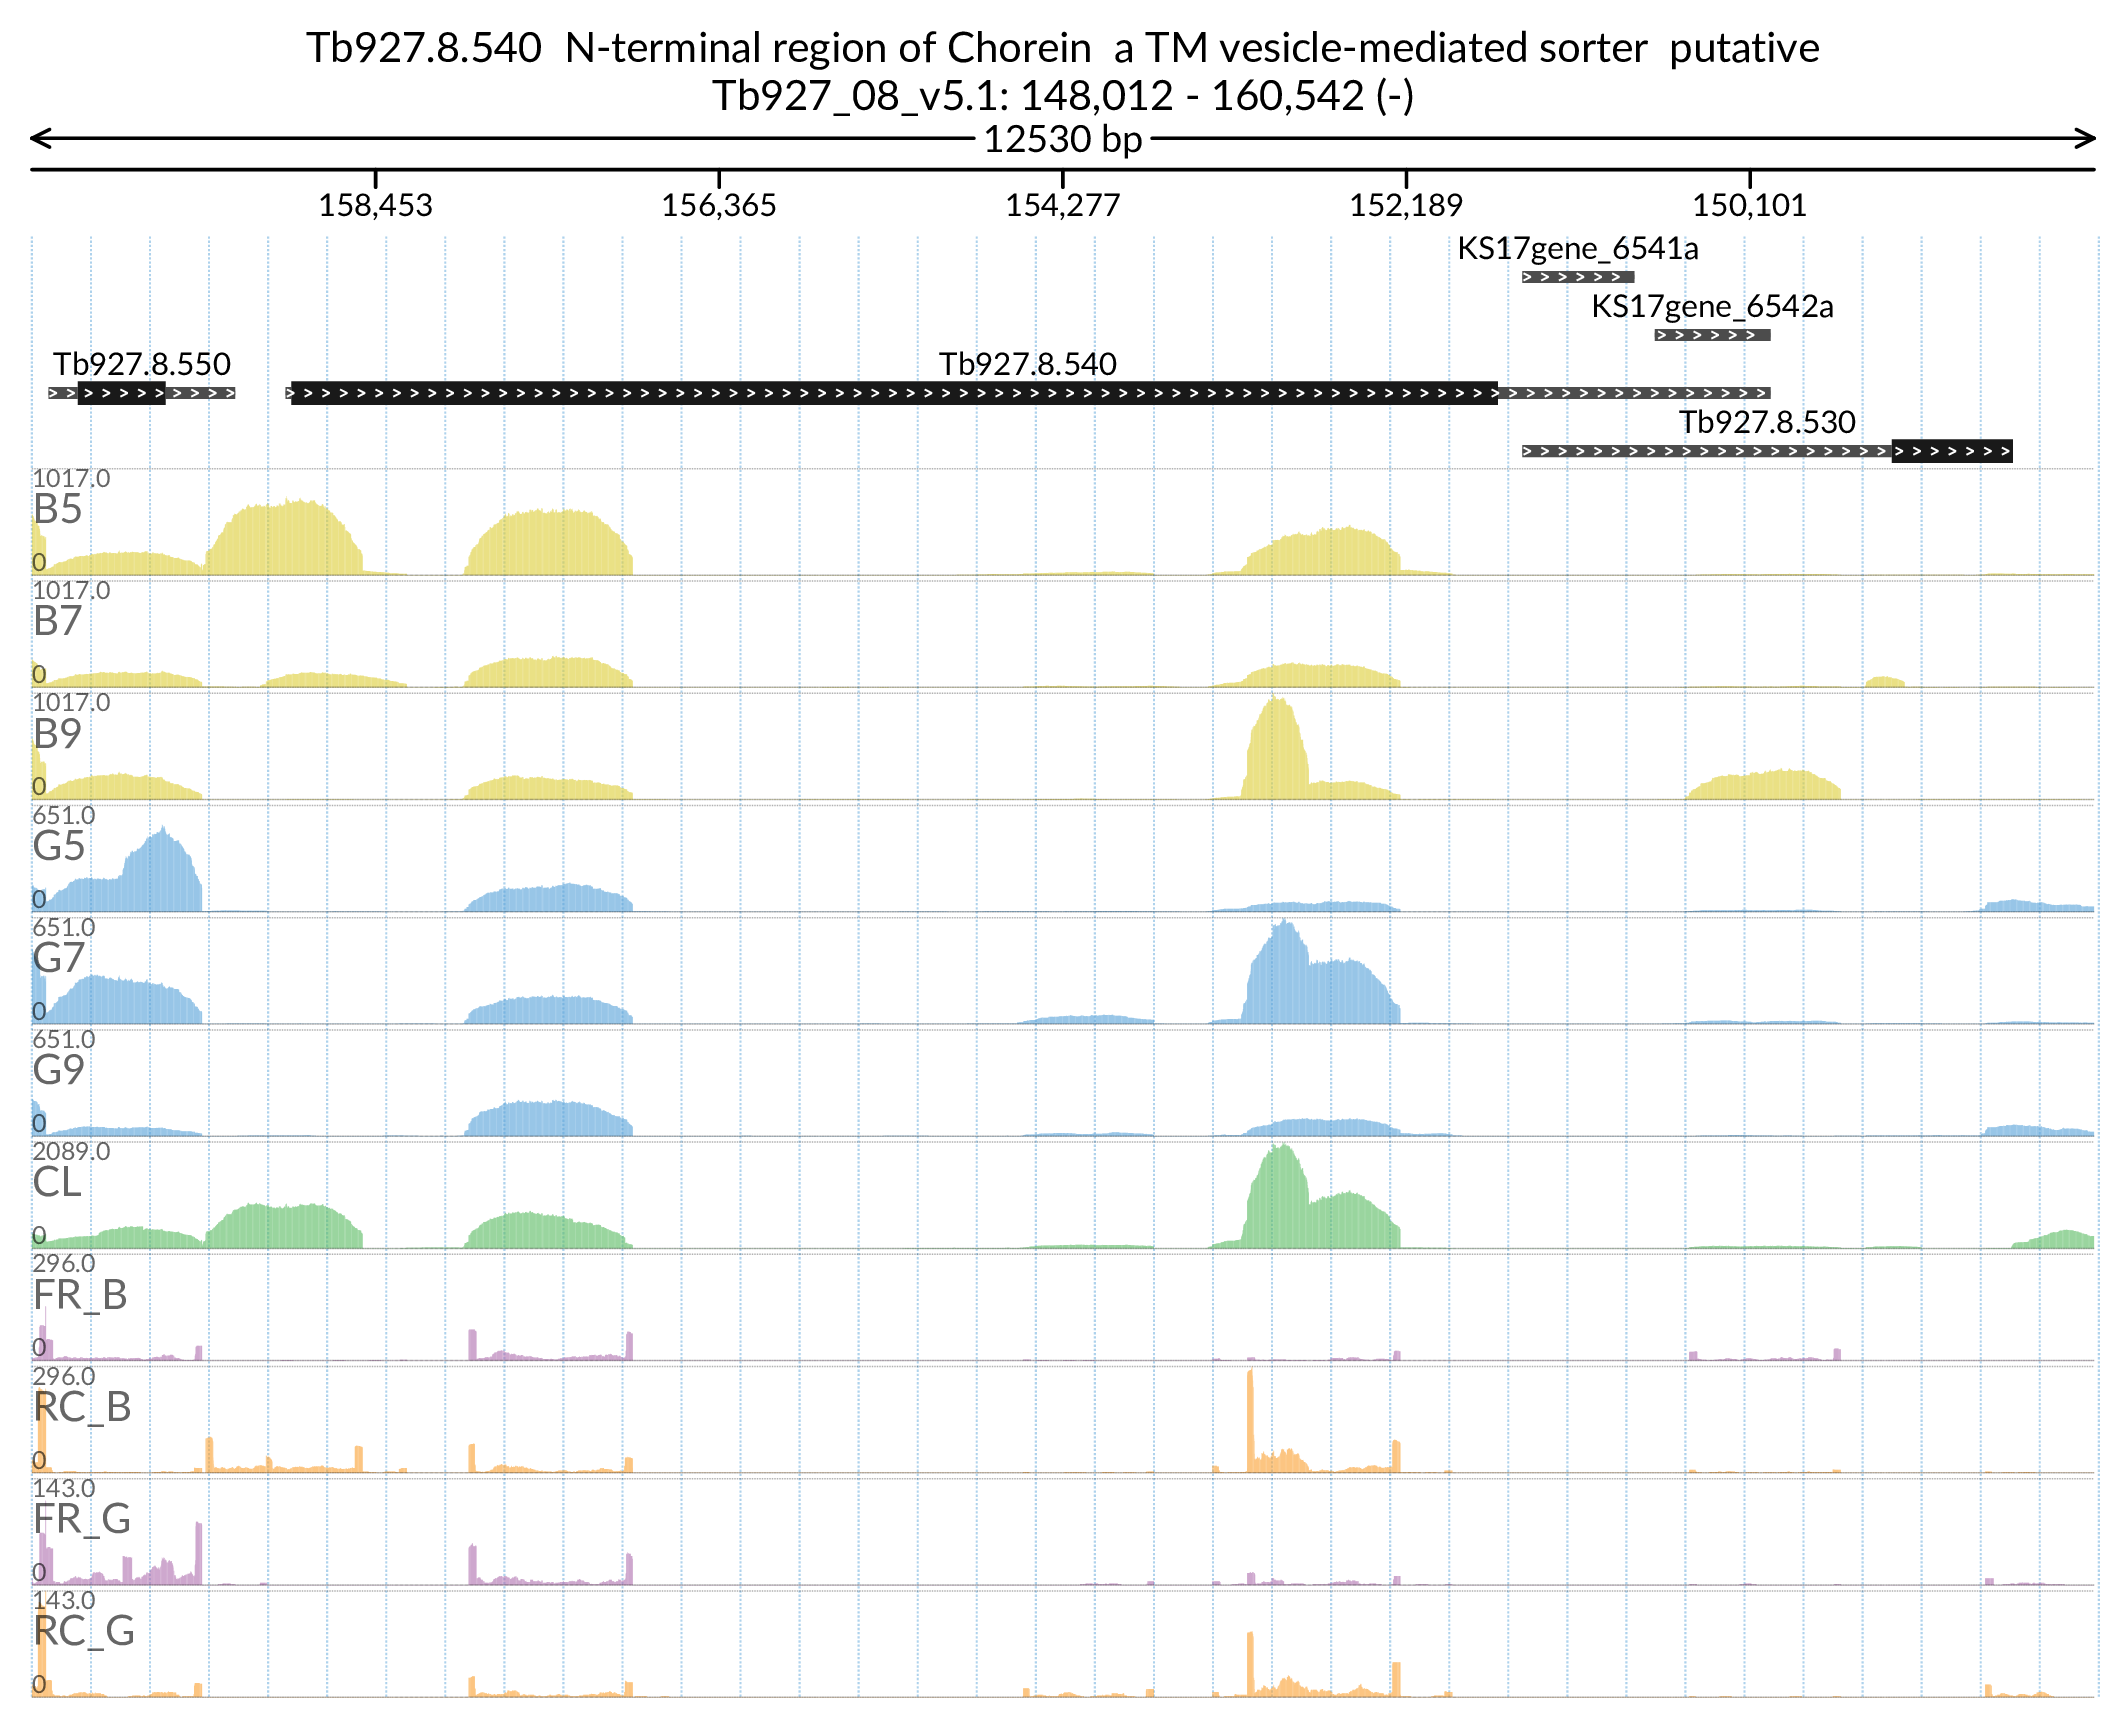 Tb927.8.540  N-terminal region of Chorein  a TM vesicle-mediated sorter  putative
Tb927_08_v5.1: 148,012 - 160,542 (-)
12530 bp
158,453 156,365 154,277 152,189 150,101
KS17gene_6541a
KS17gene_6542a
Tb927.8.550 Tb927.8.540
Tb927.8.530
1017.0
B5
0
1017.0
B7
0
1017.0
B9
0
651.0
G5
0
651.0
G7
0
651.0
G9
0
2089.0
CL
0
296.0
FR_B
0
296.0
RC_B
0
143.0
FR_G
0
143.0
RC_G
0